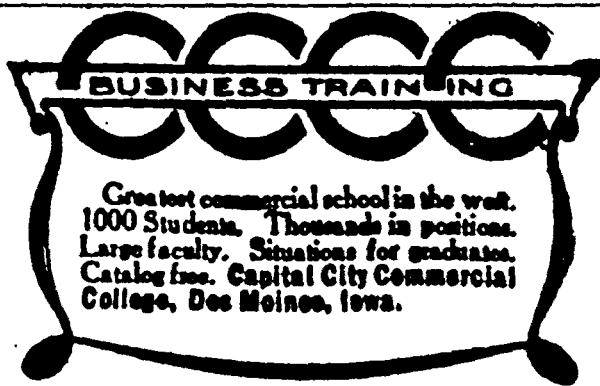 CCCC
BUSINESS TRAINING
Greatest commercial school in the west.
1000 Students. Thousands in positions.
Large faculty. Situations for graduates.
Catalog free. Capital City Commercial
College, Des Moines, Iowa.